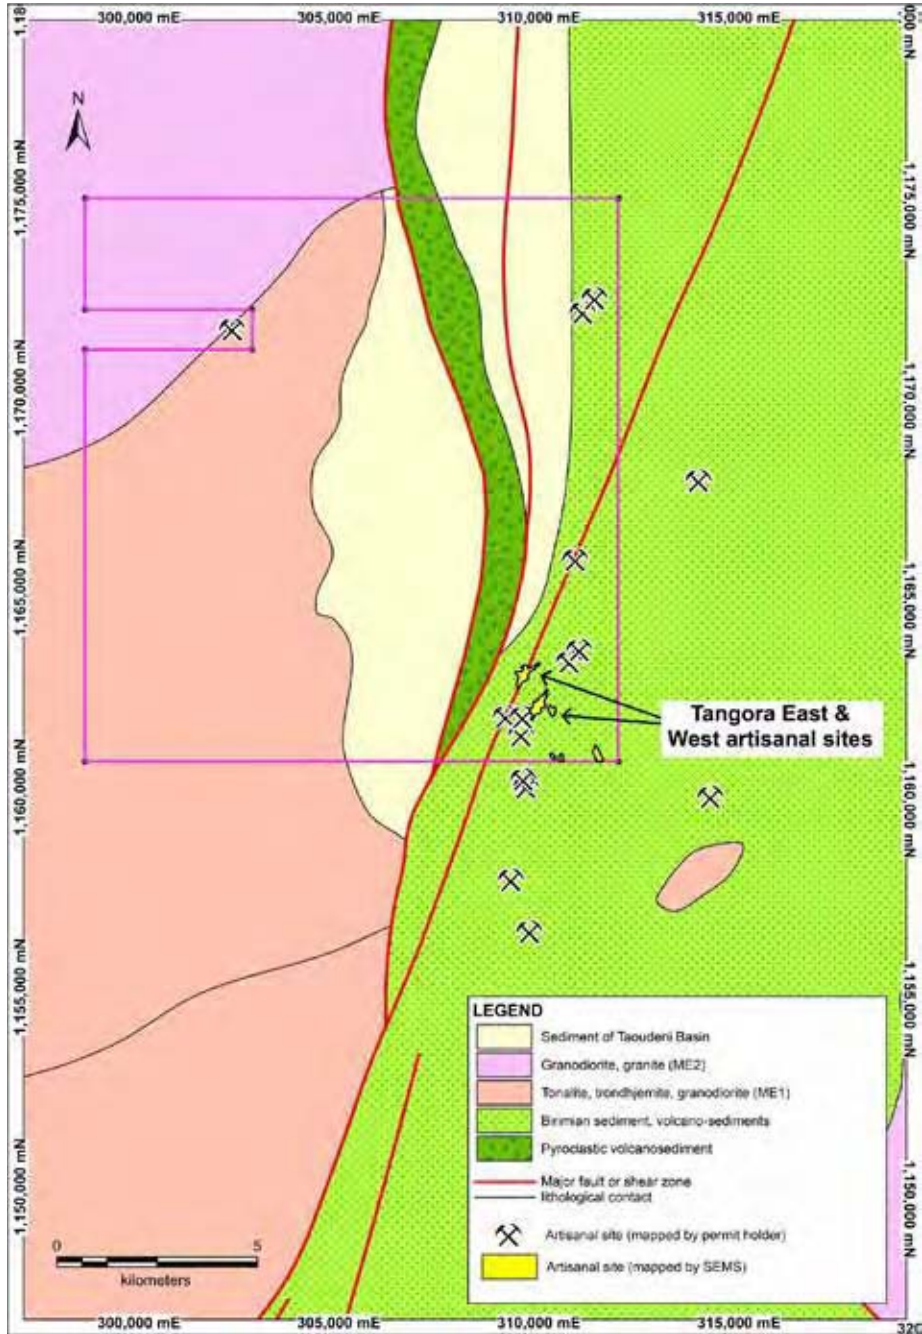 1,18
300,000 mE
305,000 mE
310,000 mE
315,000 mE
000 mN
N
1,175,000 mN
1,175,000 mN
1,170,000 mN
1,170,000 mN
1,165,000 mN
1,165,000 mN
Tangora East &
West artisanal sites
1,160,000 mN
1,160,000 mN
1,155,000 mN
1,155,000 mN
LEGEND
Sediment of Taoudeni Basin
Granodiorite, granite (ME2)
Tonalite, trondhjemite, granodiorite (ME1)
Birimian sediment, volcano-sediments
Pyroclastic volcanosediment
Major fault or shear zone
lithological contact
Artisanal site (mapped by permit holder)
Artisanal site (mapped by SEMS)
1,150,000 mN
1,150,000 mN
0 5
kilometers
300,000 mE
305,000 mE
310,000 mE
315,000 mE